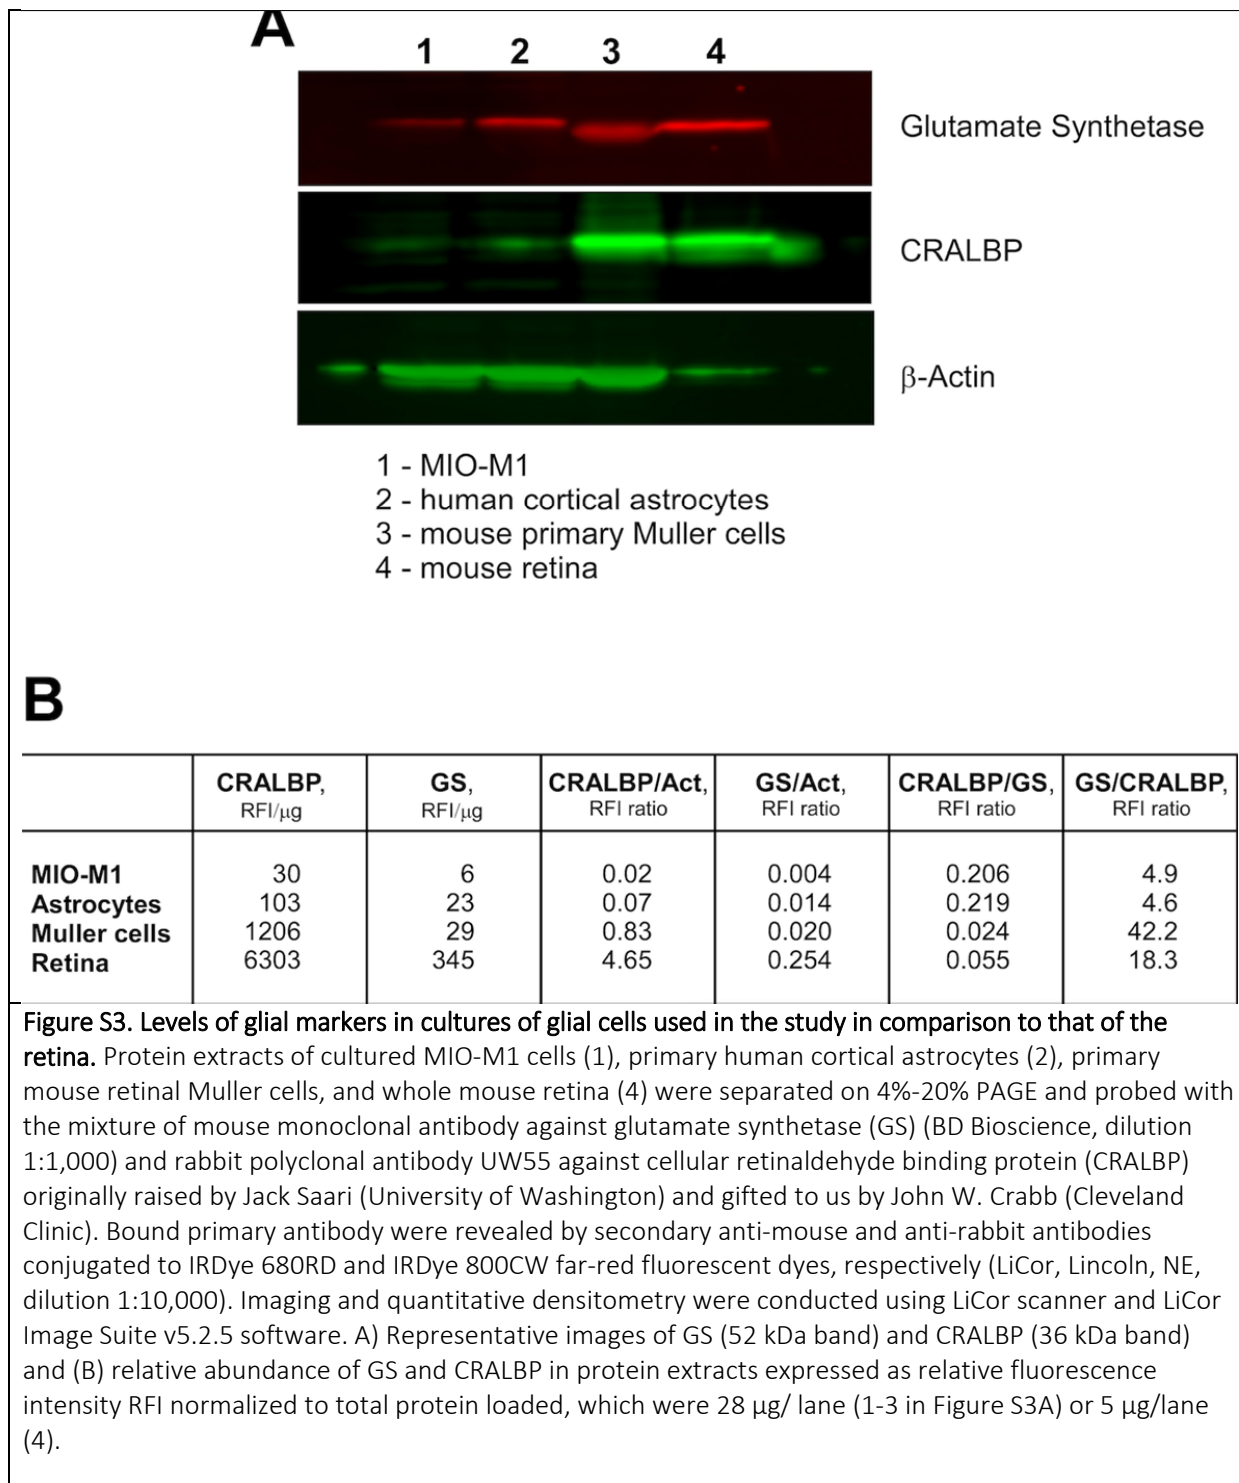 A
1 2 3 4
Glutamate Synthetase
CRALBP
β-Actin
1 - MIO-M1
2 - human cortical astrocytes
3 - mouse primary Muller cells
4 - mouse retina
B
CRALBP, GS, CRALBP/Act, GS/Act, CRALBP/GS, GS/CRALBP,
RFI/μg RFI/μg RFI ratio RFI ratio RFI ratio RFI ratio
MIO-M1 30 6 0.02 0.004 0.206 4.9
Astrocytes 103 23 0.07 0.014 0.219 4.6
Muller cells 1206 29 0.83 0.020 0.024 42.2
Retina 6303 345 4.65 0.254 0.055 18.3
Figure S3. Levels of glial markers in cultures of glial cells used in the study in comparison to that of the
retina. Protein extracts of cultured MIO-M1 cells (1), primary human cortical astrocytes (2), primary
mouse retinal Muller cells, and whole mouse retina (4) were separated on 4%-20% PAGE and probed with
the mixture of mouse monoclonal antibody against glutamate synthetase (GS) (BD Bioscience, dilution
1:1,000) and rabbit polyclonal antibody UW55 against cellular retinaldehyde binding protein (CRALBP)
originally raised by Jack Saari (University of Washington) and gifted to us by John W. Crabb (Cleveland
Clinic). Bound primary antibody were revealed by secondary anti-mouse and anti-rabbit antibodies
conjugated to IRDye 680RD and IRDye 800CW far-red fluorescent dyes, respectively (LiCor, Lincoln, NE,
dilution 1:10,000). Imaging and quantitative densitometry were conducted using LiCor scanner and LiCor
Image Suite v5.2.5 software. A) Representative images of GS (52 kDa band) and CRALBP (36 kDa band)
and (B) relative abundance of GS and CRALBP in protein extracts expressed as relative fluorescence
intensity RFI normalized to total protein loaded, which were 28 μg/ lane (1-3 in Figure S3A) or 5 μg/lane
(4).